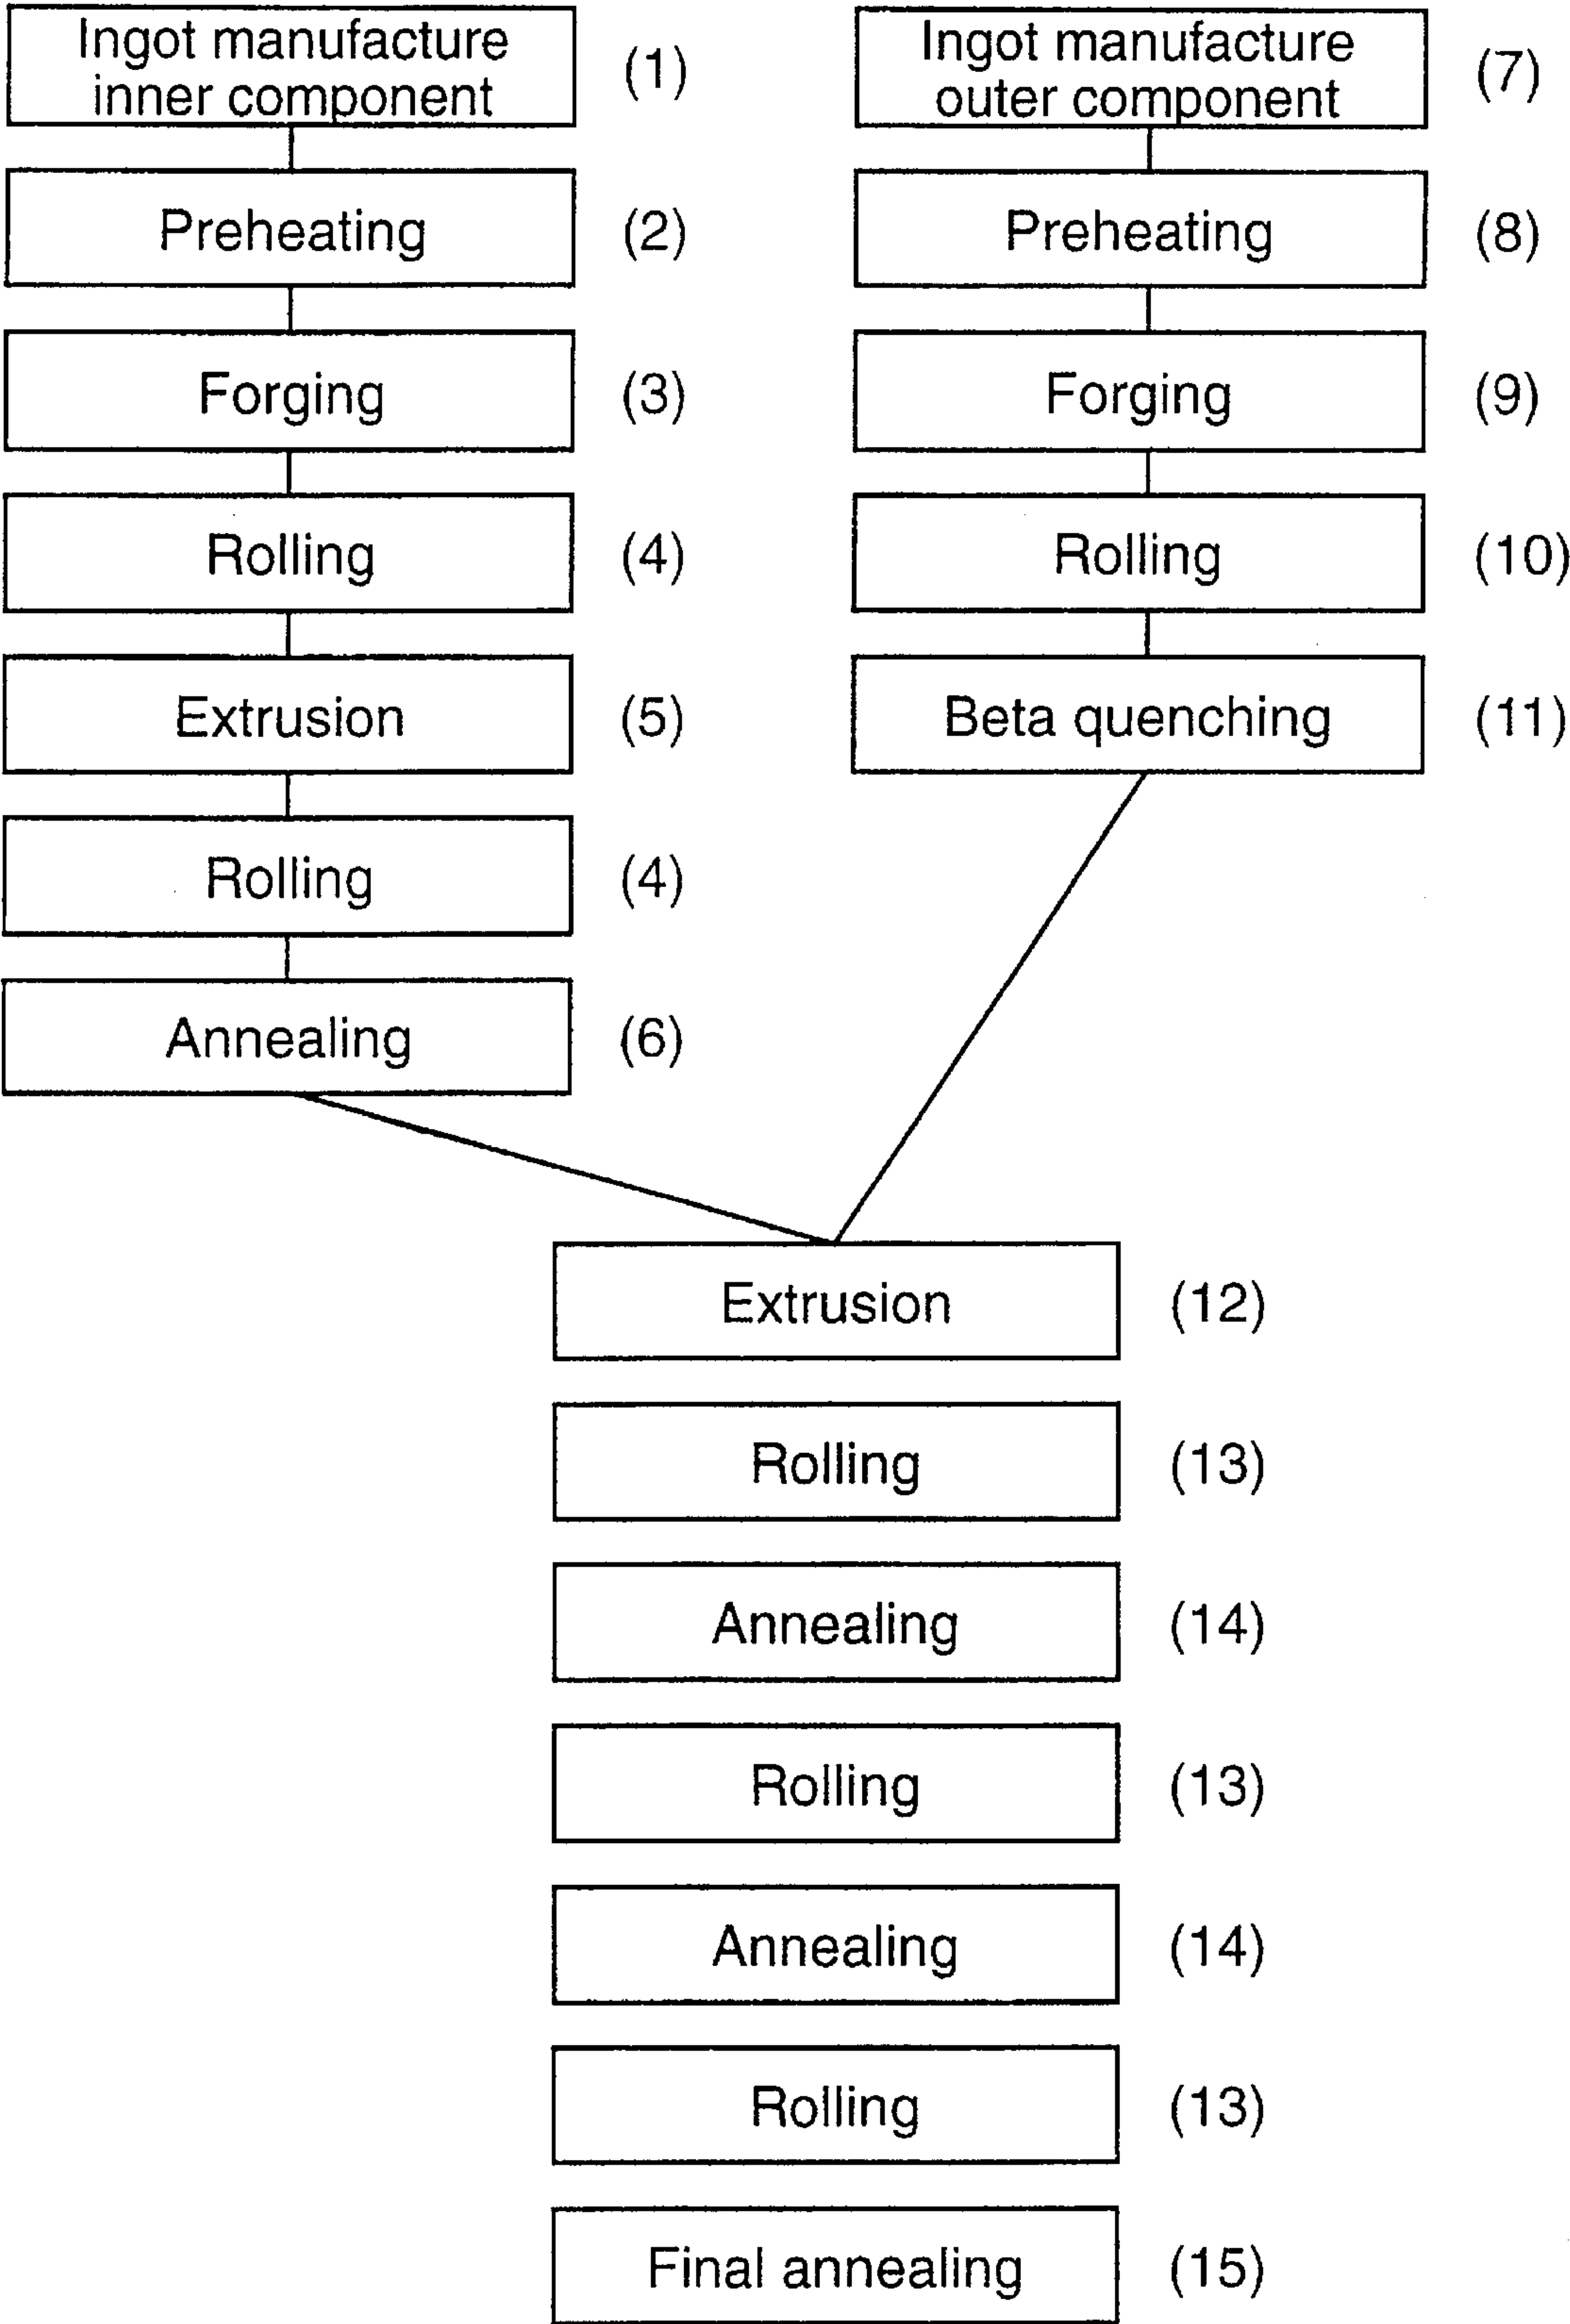 Ingot manufacture
inner component
(1)
Preheating
(2)
Forging
(3)
Rolling
(4)
Extrusion
(5)
Rolling
(4)
Annealing
(6)
Ingot manufacture
outer component
(7)
Preheating
(8)
Forging
(9)
Rolling
(10)
Beta quenching
(11)
Extrusion
(12)
Rolling
(13)
Annealing
(14)
Rolling
(13)
Annealing
(14)
Rolling
(13)
Final annealing
(15)